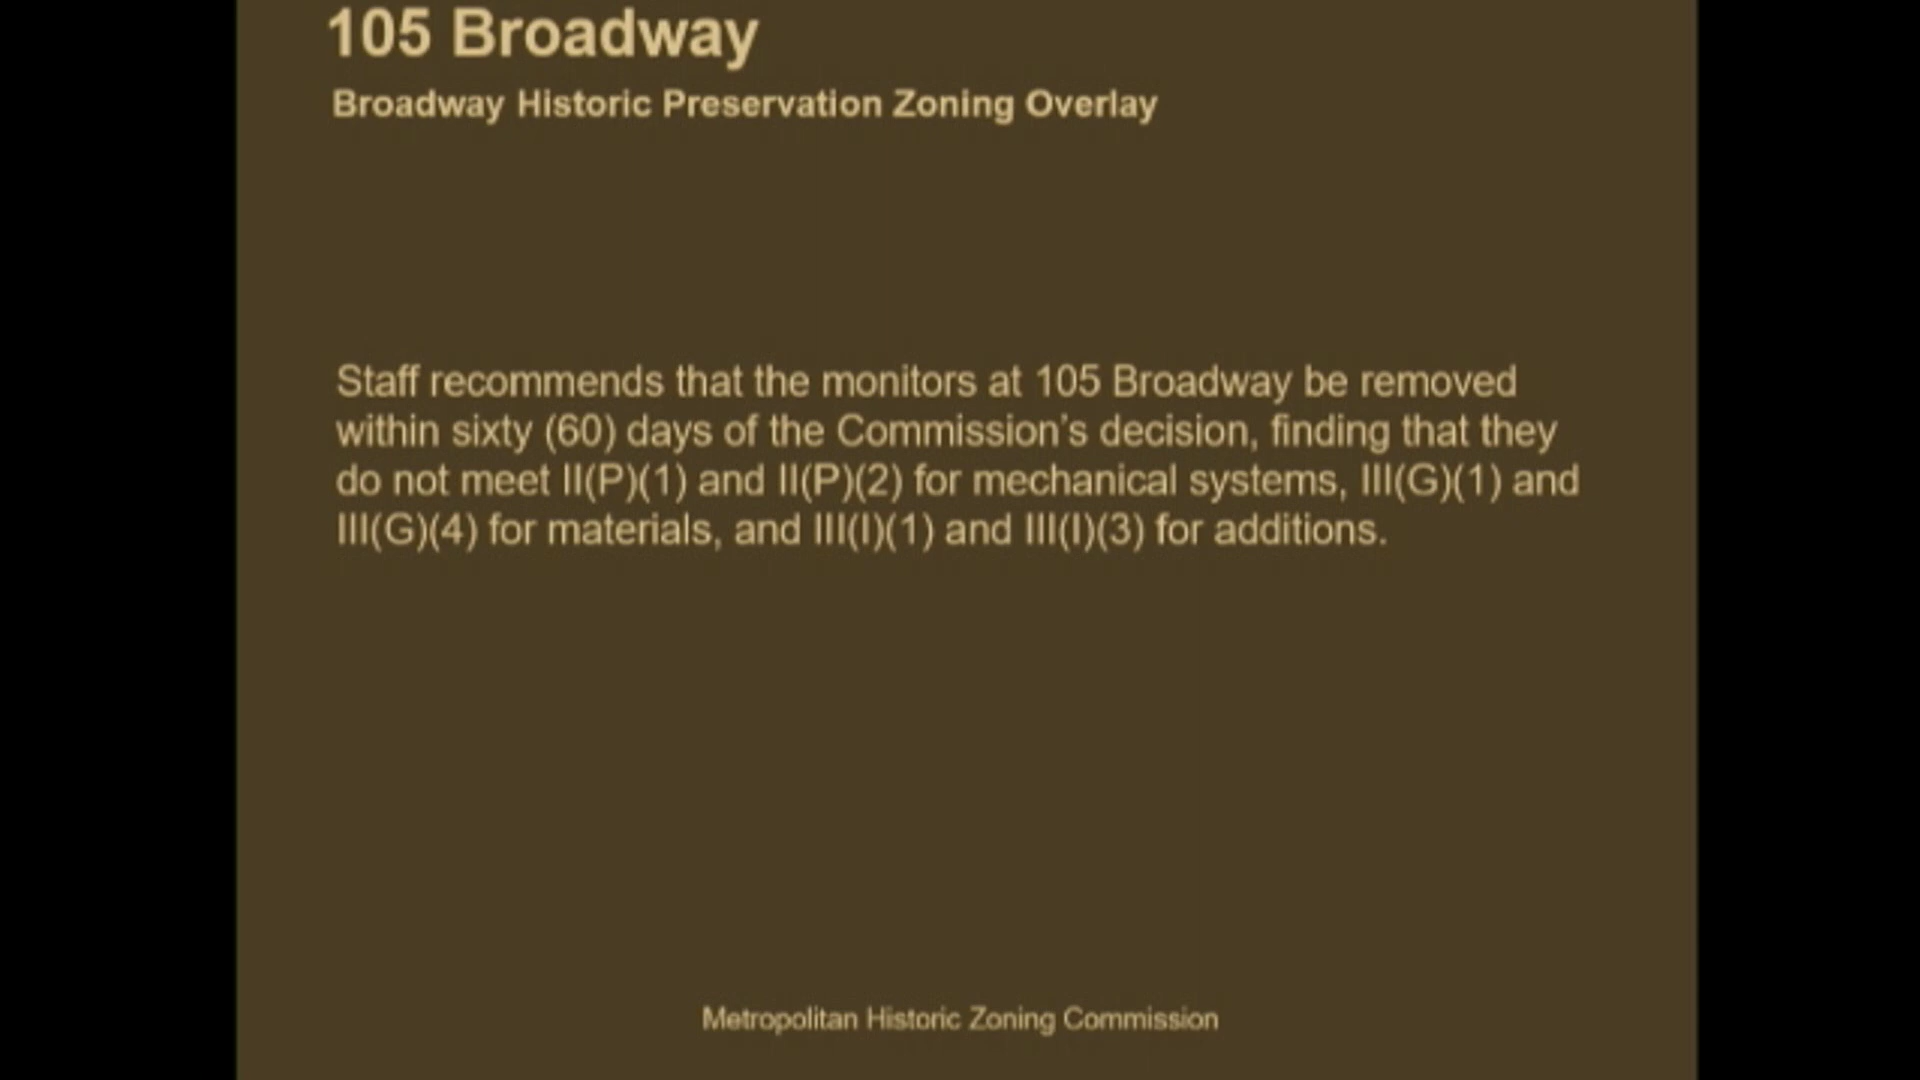 105 Broadway
Broadway Historic Preservation Zoning Overlay
Staff recommends that the monitors at 105 Broadway be removed
within sixty (60) days of the Commission’s decision, finding that they
do not meet II(P)(1) and II(P)(2) for mechanical systems, III(G)(1) and
III(G)(4) for materials, and III(I)(1) and III(I)(3) for additions.
Metropolitan Historic Zoning Commission